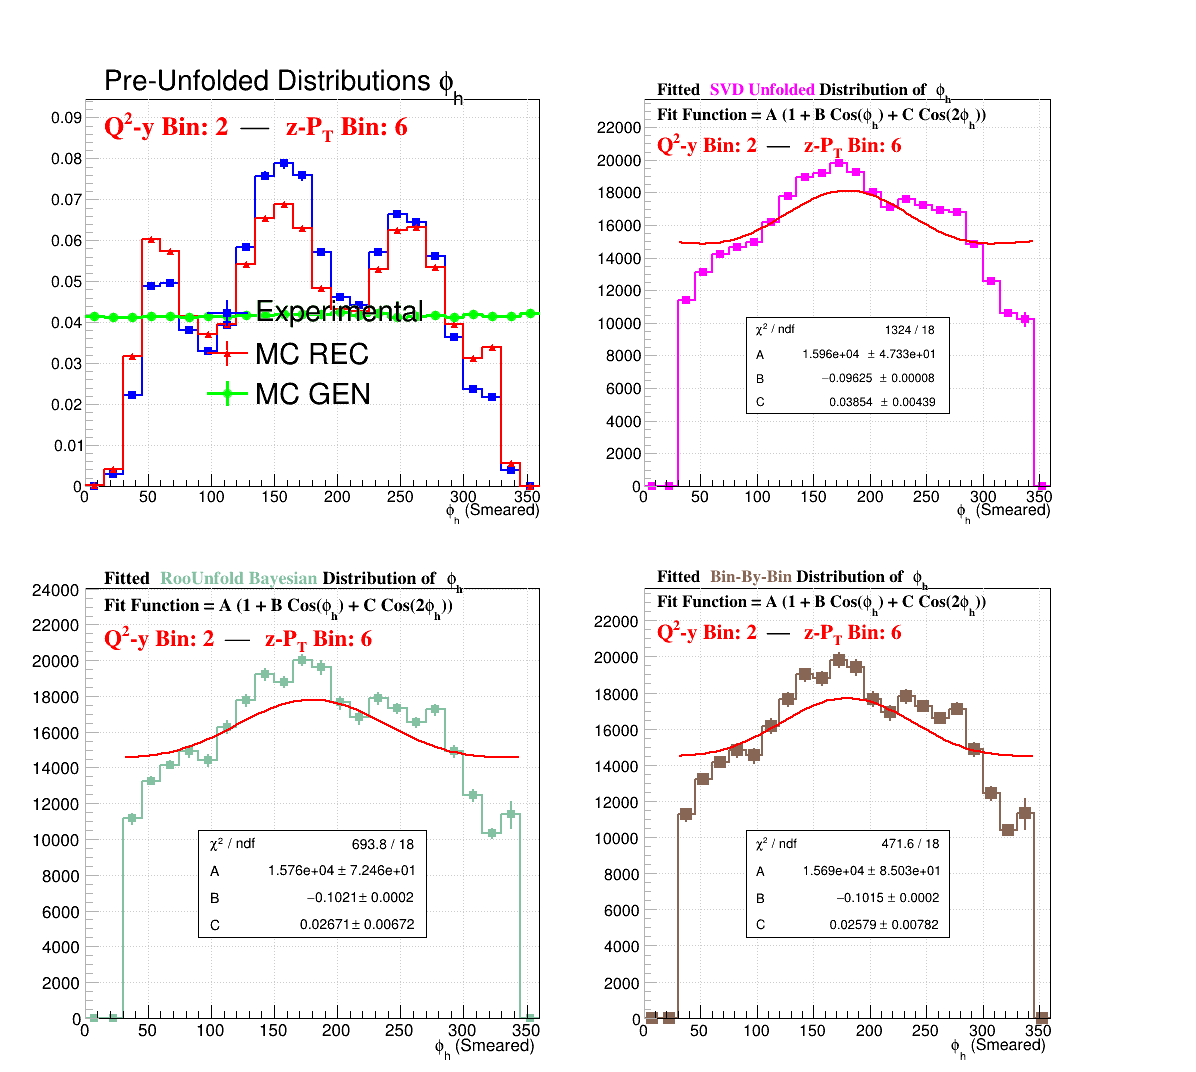 Pre-Unfolded Distributions ϕh
Q²-y Bin: 2 — z-PT Bin: 6
0.09
0.08
0.07
0.06
0.05
0.04
0.03
0.02
0.01
0
Experimental
MC REC
MC GEN
0 50 100 150 200 250 300 350
ϕh (Smeared)
Fitted SVD Unfolded Distribution of ϕh
Fit Function = A (1 + B Cos(ϕh) + C Cos(2ϕh))
Q²-y Bin: 2 — z-PT Bin: 6
22000
20000
18000
16000
14000
12000
10000
8000
6000
4000
2000
0
χ² / ndf 1324 / 18
A 1.596e+04 ± 4.733e+01
B −0.09625 ± 0.00008
C 0.03854 ± 0.00439
0 50 100 150 200 250 300 350
ϕh (Smeared)
Fitted RooUnfold Bayesian Distribution of ϕh
Fit Function = A (1 + B Cos(ϕh) + C Cos(2ϕh))
Q²-y Bin: 2 — z-PT Bin: 6
24000
22000
20000
18000
16000
14000
12000
10000
8000
6000
4000
2000
0
χ² / ndf 693.8 / 18
A 1.576e+04 ± 7.246e+01
B −0.1021 ± 0.0002
C 0.02671 ± 0.00672
0 50 100 150 200 250 300 350
ϕh (Smeared)
Fitted Bin-By-Bin Distribution of ϕh
Fit Function = A (1 + B Cos(ϕh) + C Cos(2ϕh))
Q²-y Bin: 2 — z-PT Bin: 6
22000
20000
18000
16000
14000
12000
10000
8000
6000
4000
2000
0
χ² / ndf 471.6 / 18
A 1.569e+04 ± 8.503e+01
B −0.1015 ± 0.0002
C 0.02579 ± 0.00782
0 50 100 150 200 250 300 350
ϕh (Smeared)